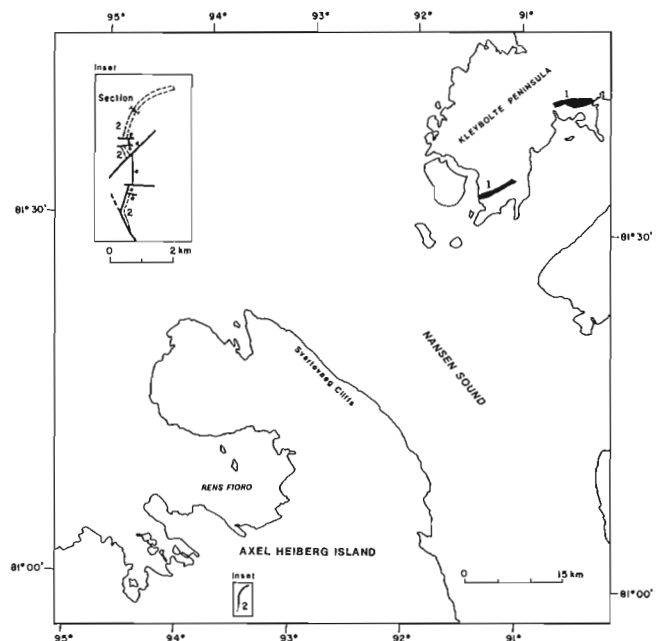 95°
94°
93°
92°
91°
Inset
Section
2
2
2
0 2 km
KLEYBOLTE PENINSULA
1
1
81°30'
81°30'
NANSEN SOUND
Svartevaeg Cliffs
RENS FIORD
AXEL HEIBERG ISLAND
Inset
2
0 15 km
81°00'
81°00'
95°
94°
93°
92°
91°